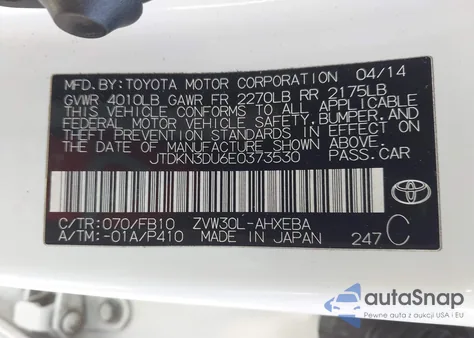 MFD. BY: TOYOTA MOTOR CORPORATION 04/14
GVWR 4010LB GAWR FR 2270LB RR 2175LB
THIS VEHICLE CONFORMS TO ALL APPLICABLE
FEDERAL MOTOR VEHICLE SAFETY, BUMPER, AND
THEFT PREVENTION STANDARDS IN EFFECT ON
THE DATE OF MANUFACTURE SHOWN ABOVE.
JTDKN3DU6E0373530 PASS.CAR
C/TR: 070/FB10 ZVW30L-AHXEBA
A/TM: -01A/P410 MADE IN JAPAN 247 C
TOYOTA
autoSnap
Pewne auta z aukcji USA i EU